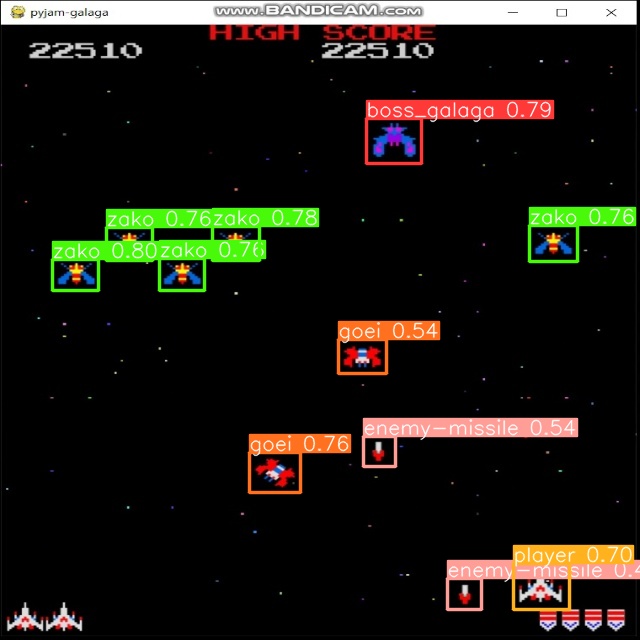 pyjam-galaga
www.BANDICAM.com
HIGH SCORE
22510 22510
boss_galaga 0.79
zako 0.76 zako 0.78 zako 0.76
zako 0.80 zako 0.76
goei 0.54
enemy-missile 0.54
goei 0.76
player 0.70
enemy-missile 0.4